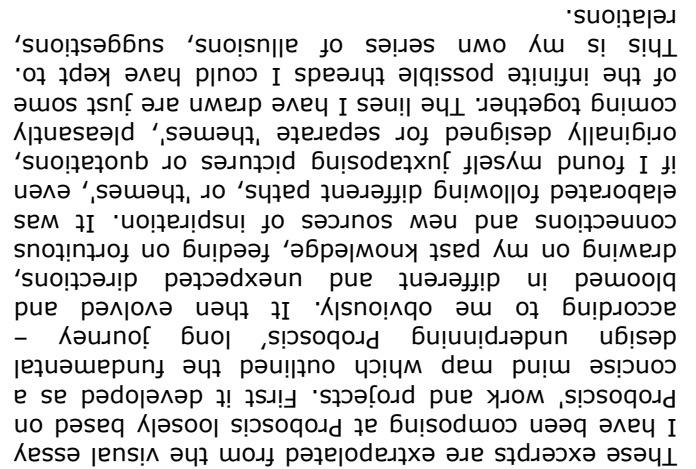 These excerpts are extrapolated from the visual essay
I have been composing at Proboscis loosely based on
Proboscis' work and projects. First it developed as a
concise mind map which outlined the fundamental
design underpinning Proboscis' long journey –
according to me obviously. It then evolved and
bloomed in different and unexpected directions,
drawing on my past knowledge, feeding on fortuitous
connections and new sources of inspiration. It was
elaborated following different paths, or 'themes', even
if I found myself juxtaposing pictures or quotations,
originally designed for separate 'themes', pleasantly
coming together. The lines I have drawn are just some
of the infinite possible threads I could have kept to.
This is my own series of allusions, suggestions,
relations.